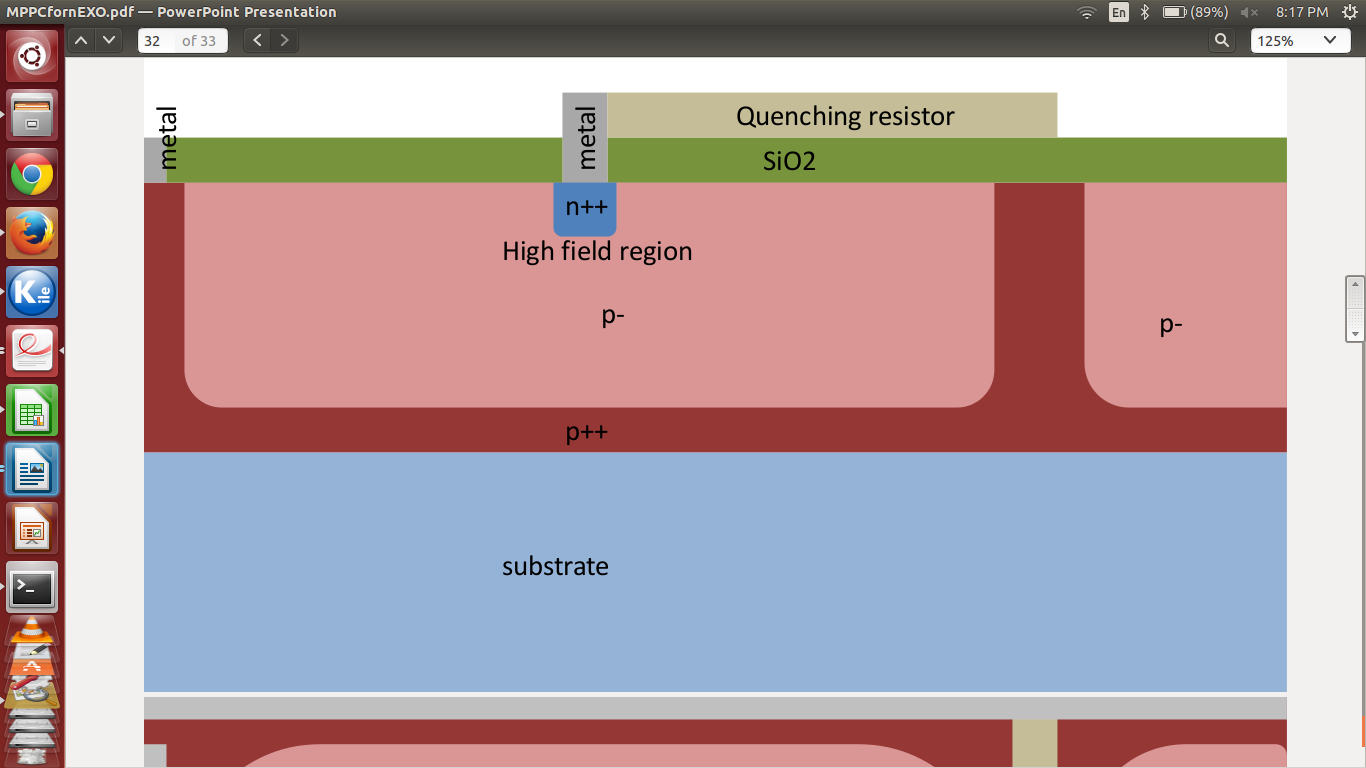 MPPCfornEXO.pdf — PowerPoint Presentation
En
(89%)
8:17 PM
32
of 33
125%
metal
metal
Quenching resistor
SiO2
n++
High field region
p-
p-
p++
substrate
K ile
>_